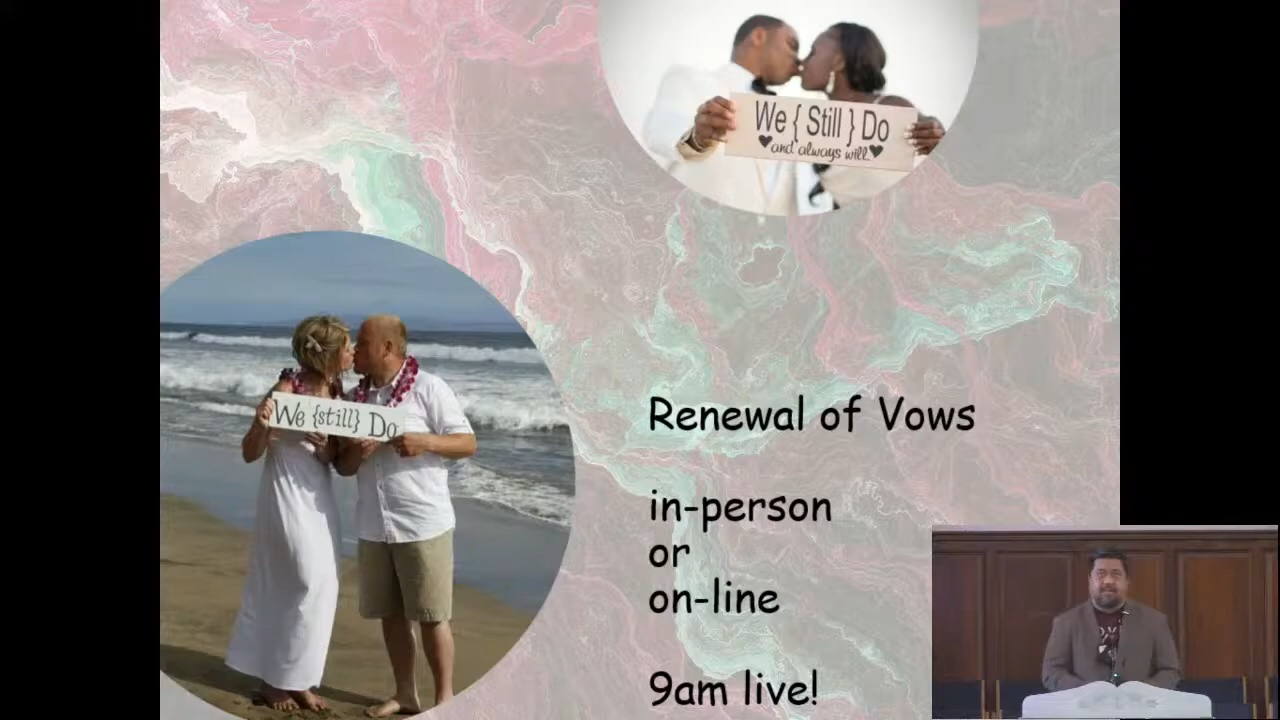 We { Still } Do
and always will
We {still} Do
Renewal of Vows
in-person
or
on-line
9am live!